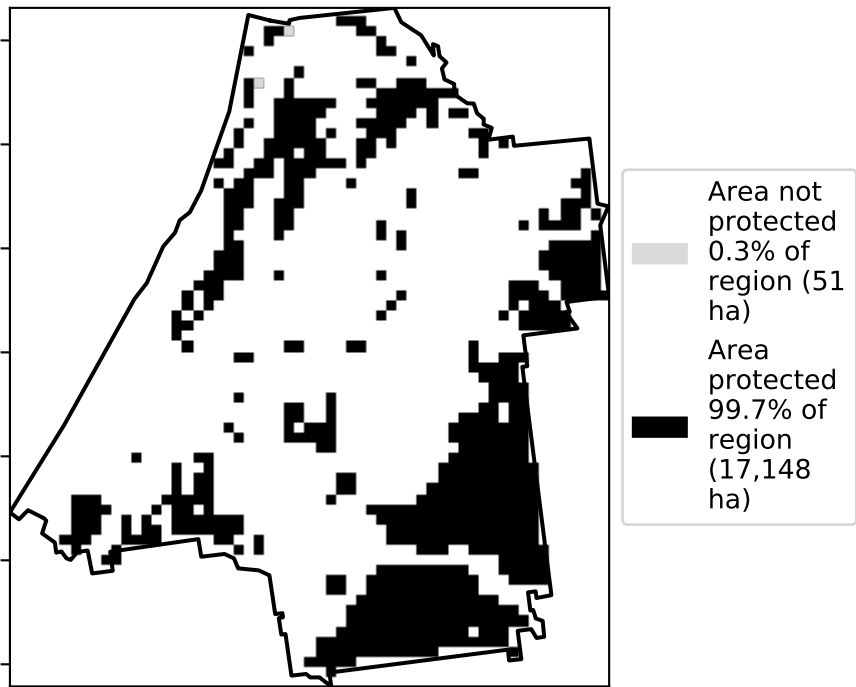 Area not
protected
0.3% of
region (51
ha)
Area
protected
99.7% of
region
(17,148
ha)